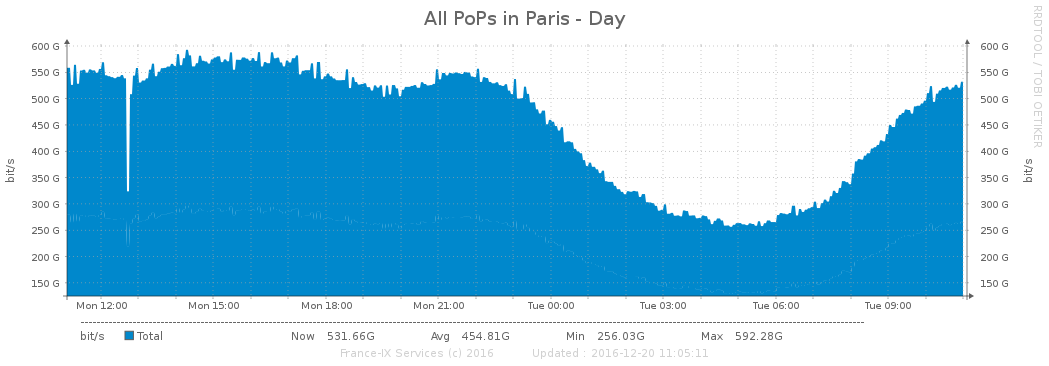 All PoPs in Paris - Day
RRDTOOL / TOBI OETIKER
600 G 600 G
550 G 550 G
500 G 500 G
450 G 450 G
400 G 400 G
350 G 350 G
300 G 300 G
250 G 250 G
200 G 200 G
150 G 150 G
bit/s
bit/s
Mon 12:00 Mon 15:00 Mon 18:00 Mon 21:00 Tue 00:00 Tue 03:00 Tue 06:00 Tue 09:00
bit/s Total Now 531.66G Avg 454.81G Min 256.03G Max 592.28G
France-IX Services (c) 2016 Updated : 2016-12-20 11:05:11